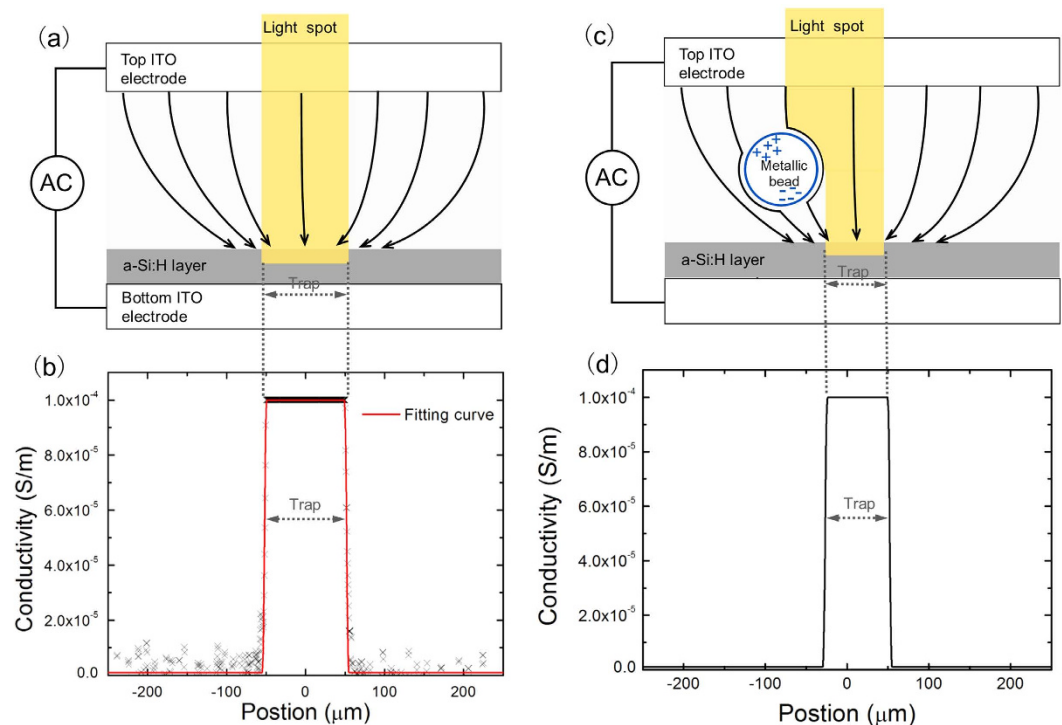 (a)
Light spot
Top ITO
electrode
AC
a-Si:H layer
Trap
Bottom ITO
electrode
(c)
Light spot
Top ITO
electrode
AC
+ + + + + +
Metallic
bead
- - - - -
a-Si:H layer
Trap
(b)
1.0x10-4
8.0x10-5
6.0x10-5
4.0x10-5
2.0x10-5
0.0
Conductivity (S/m)
Fitting curve
Trap
-200 -100 0 100 200
Postion (μm)
(d)
1.0x10-4
8.0x10-5
6.0x10-5
4.0x10-5
2.0x10-5
0.0
Conductivity (S/m)
Trap
-200 -100 0 100 200
Postion (μm)